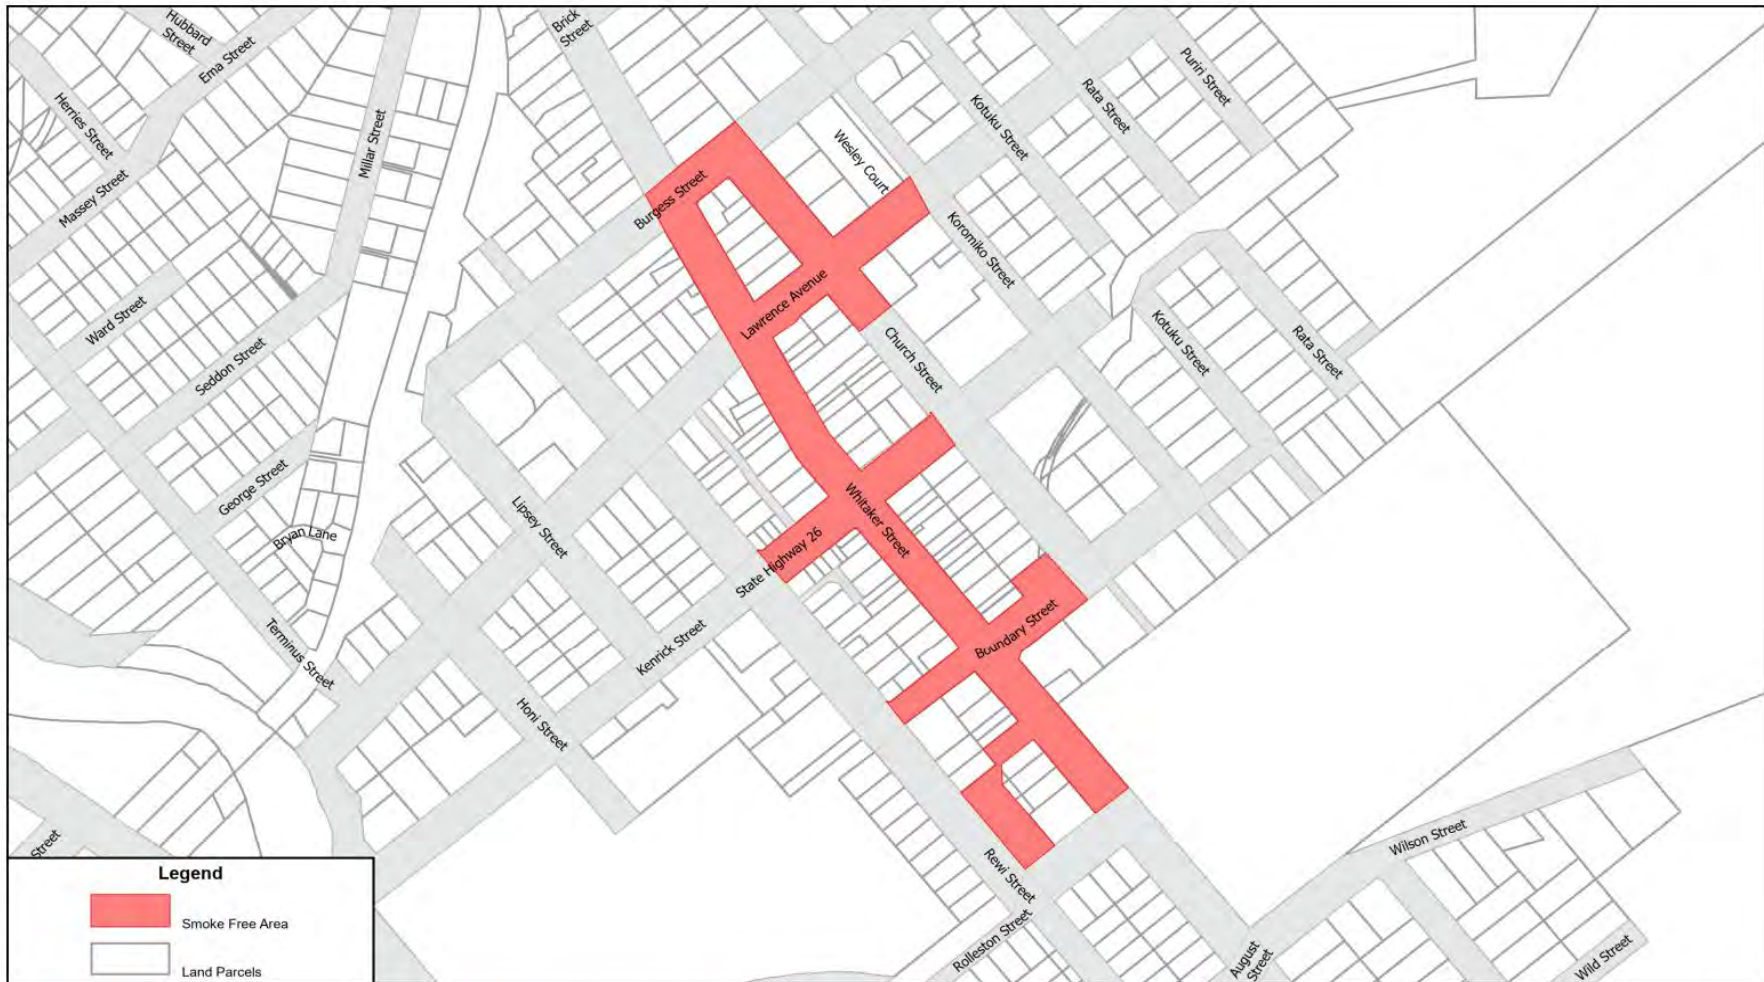 Hubbard
Street
Ema Street
Brick
Street
Puriri Street
Rata Street
Kotuku Street
Herries Street
Millar Street
Wesley Court
Massey Street
Burgess Street
Koromiko Street
Lawrence Avenue
Ward Street
Seddon Street
Church Street
Kotuku Street
Rata Street
George Street
Bryan Lane
Lipsey Street
Whitaker Street
State Highway 26
Terminus Street
Kenrick Street
Boundary Street
Honi Street
Street
Wilson Street
Rewi Street
Rolleston Street
August
Street
Wild Street
Legend
Smoke Free Area
Land Parcels